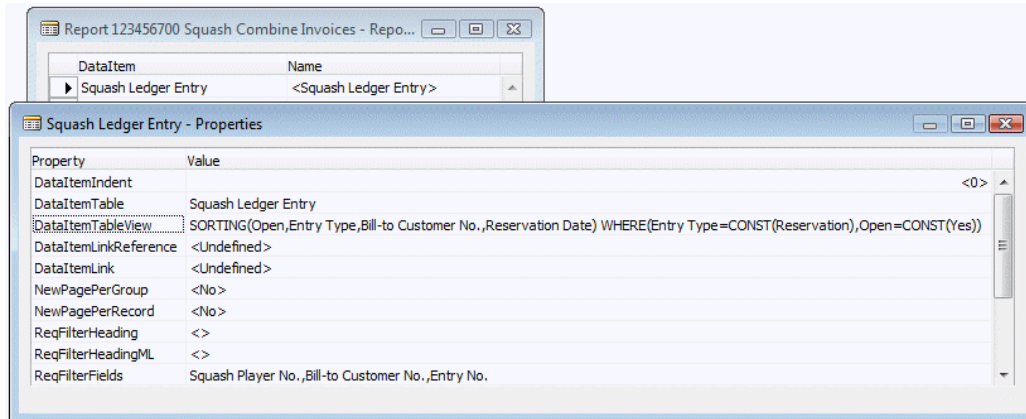 Report 123456700 Squash Combine Invoices - Repo...
DataItem Name
Squash Ledger Entry <Squash Ledger Entry>
Squash Ledger Entry - Properties
Property Value
DataItemIndent <0>
DataItemTable Squash Ledger Entry
DataItemTableView SORTING(Open,Entry Type,Bill-to Customer No.,Reservation Date) WHERE(Entry Type=CONST(Reservation),Open=CONST(Yes))
DataItemLinkReference <Undefined>
DataItemLink <Undefined>
NewPagePerGroup <No>
NewPagePerRecord <No>
ReqFilterHeading <>
ReqFilterHeadingML <>
ReqFilterFields Squash Player No.,Bill-to Customer No.,Entry No.